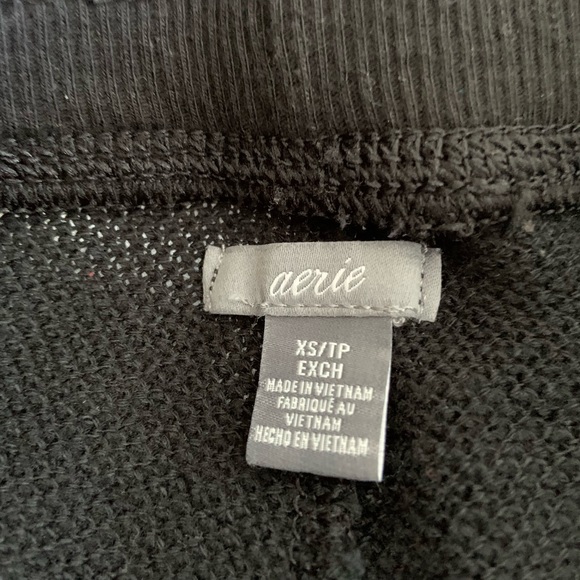 aerie
XS/TP
EXCH
MADE IN VIETNAM
FABRIQUÉ AU
VIETNAM
HECHO EN VIETNAM